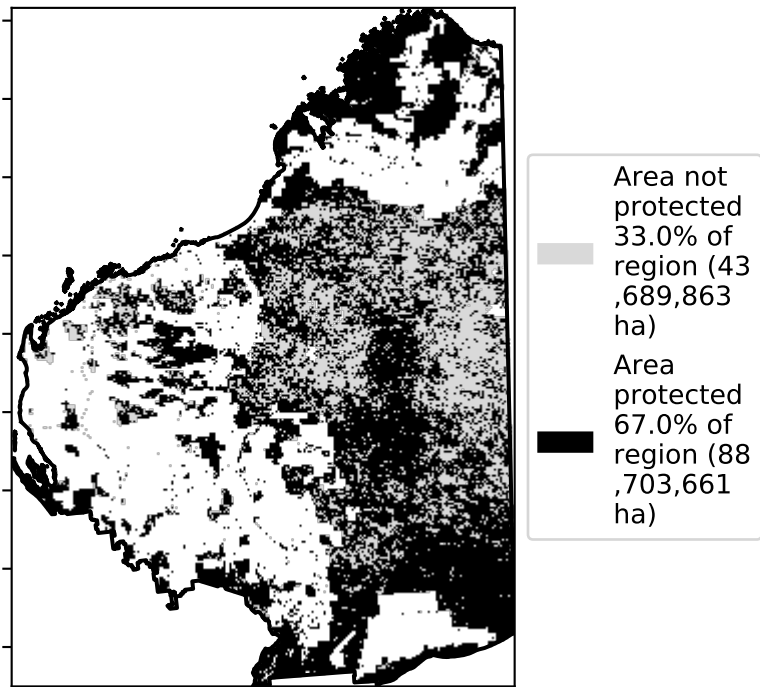 Area not
protected
33.0% of
region (43
,689,863
ha)
Area
protected
67.0% of
region (88
,703,661
ha)